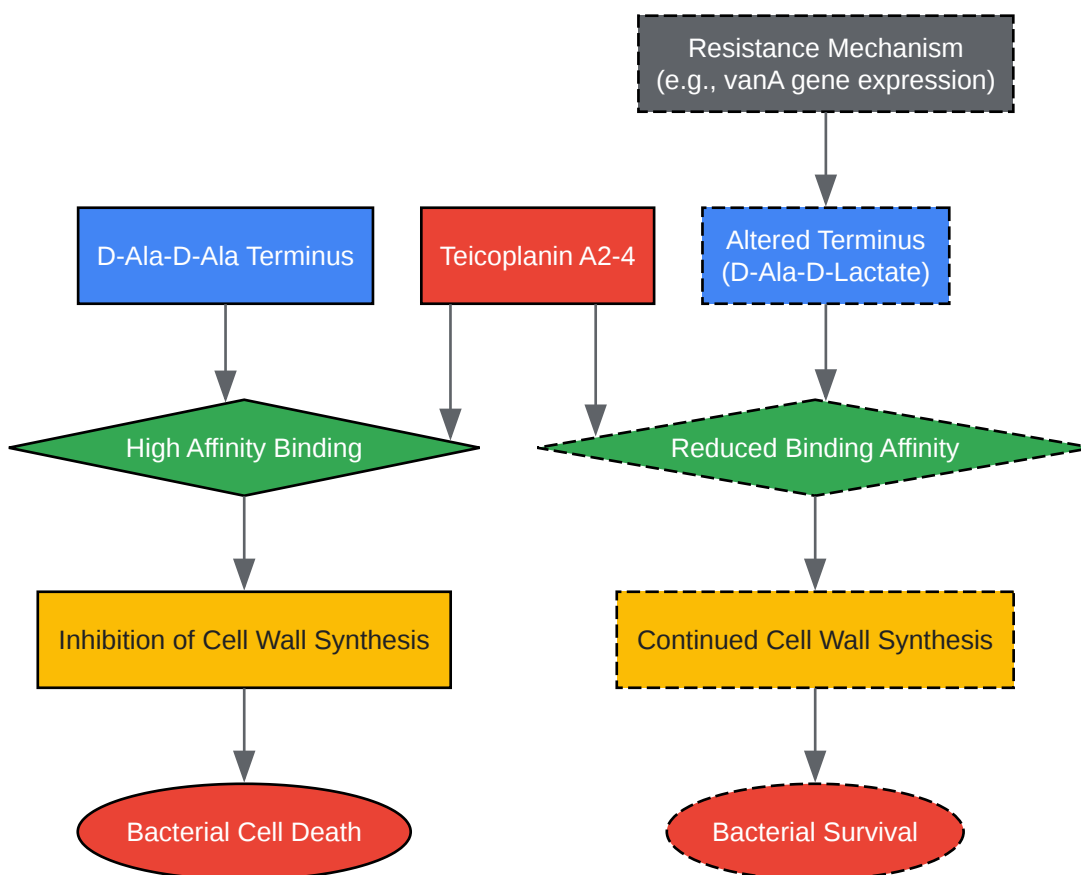 Resistance Mechanism
(e.g., vanA gene expression)
D-Ala-D-Ala Terminus
Teicoplanin A2-4
Altered Terminus
(D-Ala-D-Lactate)
High Affinity Binding
Reduced Binding Affinity
Inhibition of Cell Wall Synthesis
Continued Cell Wall Synthesis
Bacterial Cell Death
Bacterial Survival